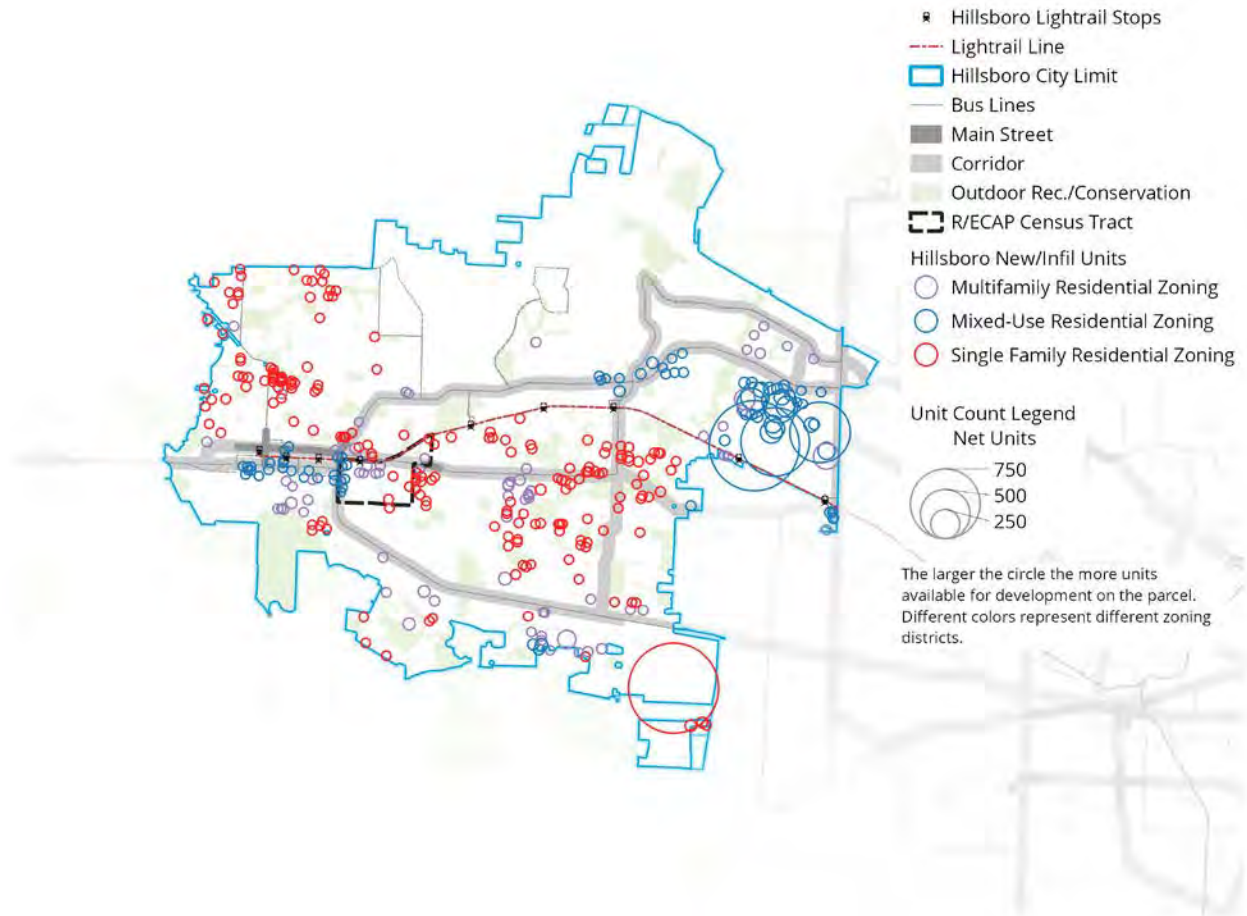 Hillsboro Lightrail Stops
Lightrail Line
Hillsboro City Limit
Bus Lines
Main Street
Corridor
Outdoor Rec./Conservation
R/ECAP Census Tract
Hillsboro New/Infil Units
Multifamily Residential Zoning
Mixed-Use Residential Zoning
Single Family Residential Zoning
Unit Count Legend
Net Units
750
500
250
The larger the circle the more units
available for development on the parcel.
Different colors represent different zoning
districts.